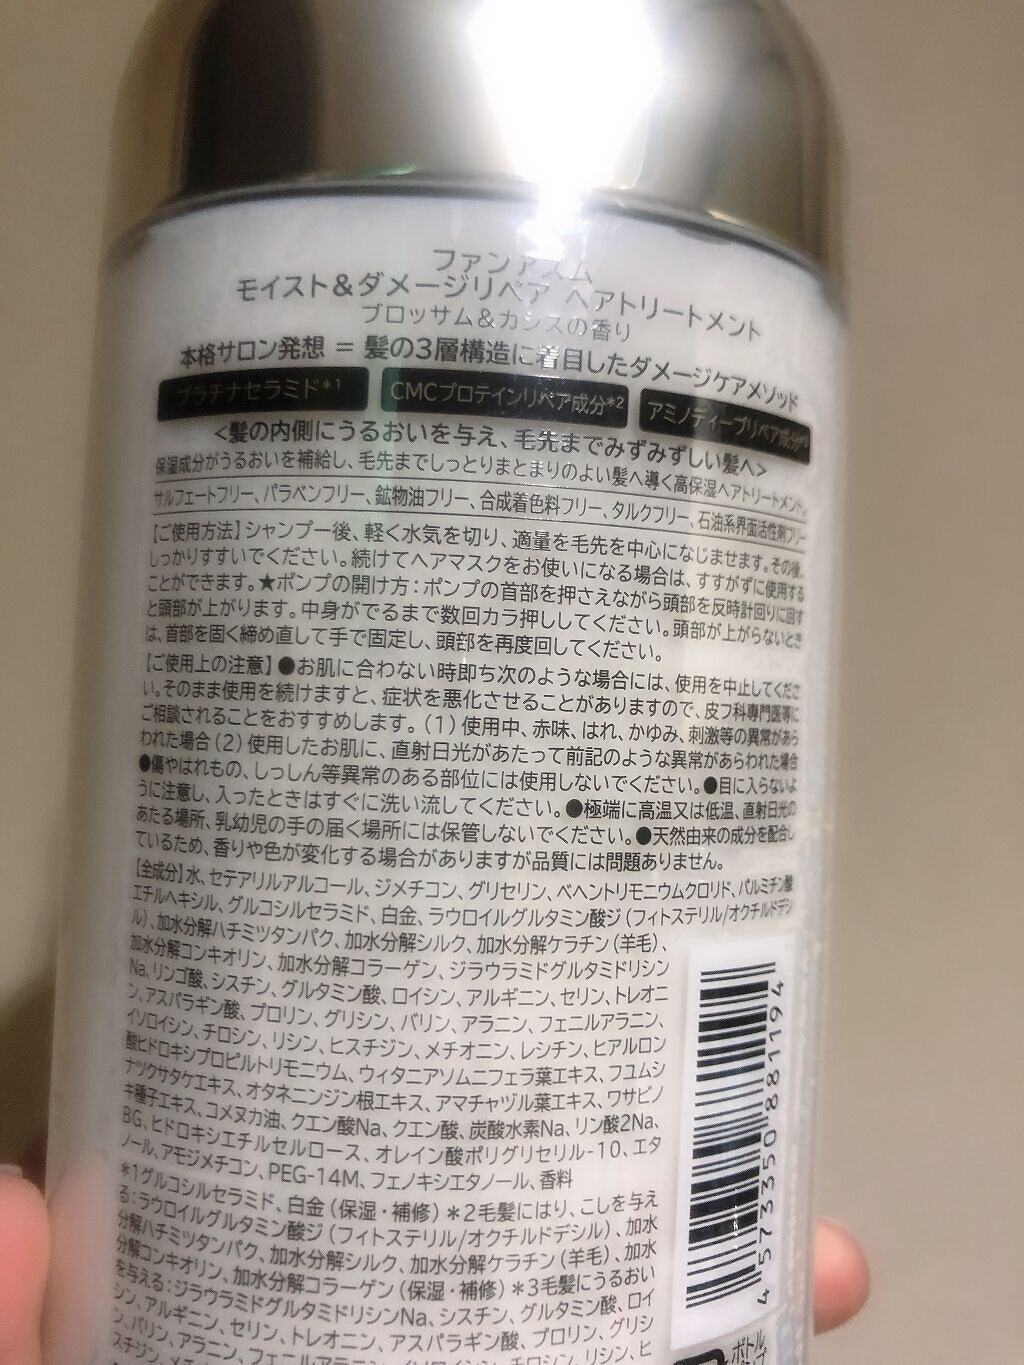 ファンアズム
モイスト&ダメージリペア ヘアトリートメント
ブロッサム&カシスの香り
本格サロン発想 = 髪の3層構造に着目したダメージケアメソッド
プラチナセラミド*1 CMCプロテインリペア成分*2 アミノディープリペア成分*3
<髪の内側にうるおいを与え、毛先までみずみずしい髪へ>
保湿成分がうるおいを補給し、毛先までしっとりまとまりのよい髪へ導く高保湿ヘアトリートメント。
サルフェートフリー、パラベンフリー、鉱物油フリー、合成着色料フリー、タルクフリー、石油系界面活性剤フリー
【ご使用方法】シャンプー後、軽く水気を切り、適量を毛先を中心になじませます。その後、
しっかりすすいでください。続けてヘアマスクをお使いになる場合は、すすがずに使用する
ことができます。★ポンプの開け方:ポンプの首部を押さえながら頭部を反時計回りに回す
と頭部が上がります。中身がでるまで数回カラ押ししてください。頭部が上がらないとき
は、首部を固く締め直して手で固定し、頭部を再度回してください。
【ご使用上の注意】●お肌に合わない時即ち次のような場合には、使用を中止してくださ
い。そのまま使用を続けますと、症状を悪化させることがありますので、皮フ科専門医等に
ご相談されることをおすすめします。(1)使用中、赤味、はれ、かゆみ、刺激等の異常があら
われた場合(2)使用したお肌に、直射日光があたって前記のような異常があらわれた場合
●傷やはれもの、しっしん等異常のある部位には使用しないでください。●目に入らないよ
うに注意し、入ったときはすぐに洗い流してください。●極端に高温又は低温、直射日光の
あたる場所、乳幼児の手の届く場所には保管しないでください。●天然由来の成分を配合し
ているため、香りや色が変化する場合がありますが品質には問題ありません。
【全成分】水、セテアリルアルコール、ジメチコン、グリセリン、ベヘントリモニウムクロリド、パルミチン酸
エチルヘキシル、グルコシルセラミド、白金、ラウロイルグルタミン酸ジ(フィトステリル/オクチルドデシ
ル)、加水分解ハチミツタンパク、加水分解シルク、加水分解ケラチン(羊毛)、
加水分解コンキオリン、加水分解コラーゲン、ジラウラミドグルタミドリシン
Na、リンゴ酸、シスチン、グルタミン酸、ロイシン、アルギニン、セリン、トレオニ
ン、アスパラギン酸、プロリン、グリシン、バリン、アラニン、フェニルアラニン、
イソロイシン、チロシン、リシン、ヒスチジン、メチオニン、レシチン、ヒアルロン
酸ヒドロキシプロピルトリモニウム、ウィタニアソムニフェラ葉エキス、フユムシ
ナツクサタケエキス、オタネニンジン根エキス、アマチャヅル葉エキス、ワサビノ
キ種子エキス、コメヌカ油、クエン酸Na、クエン酸、炭酸水素Na、リン酸2Na、
BG、ヒドロキシエチルセルロース、オレイン酸ポリグリセリル-10、エタ
ノール、アモジメチコン、PEG-14M、フェノキシエタノール、香料
*1グルコシルセラミド、白金(保湿・補修)*2毛髪にはり、こしを与え
る:ラウロイルグルタミン酸ジ(フィトステリル/オクチルドデシル)、加水
分解ハチミツタンパク、加水分解シルク、加水分解ケラチン(羊毛)、加水
分解コンキオリン、加水分解コラーゲン(保湿・補修)*3毛髪にうるおい
を与える:ジラウラミドグルタミドリシンNa、シスチン、グルタミン酸、ロイ
シン、アルギニン、セリン、トレオニン、アスパラギン酸、プロリン、グリシ
ン、バリン、アラニン、フェニルアラニン、イソロイシン、チロシン、リシン、ヒ
スチジン、
4573350881194
ボトル